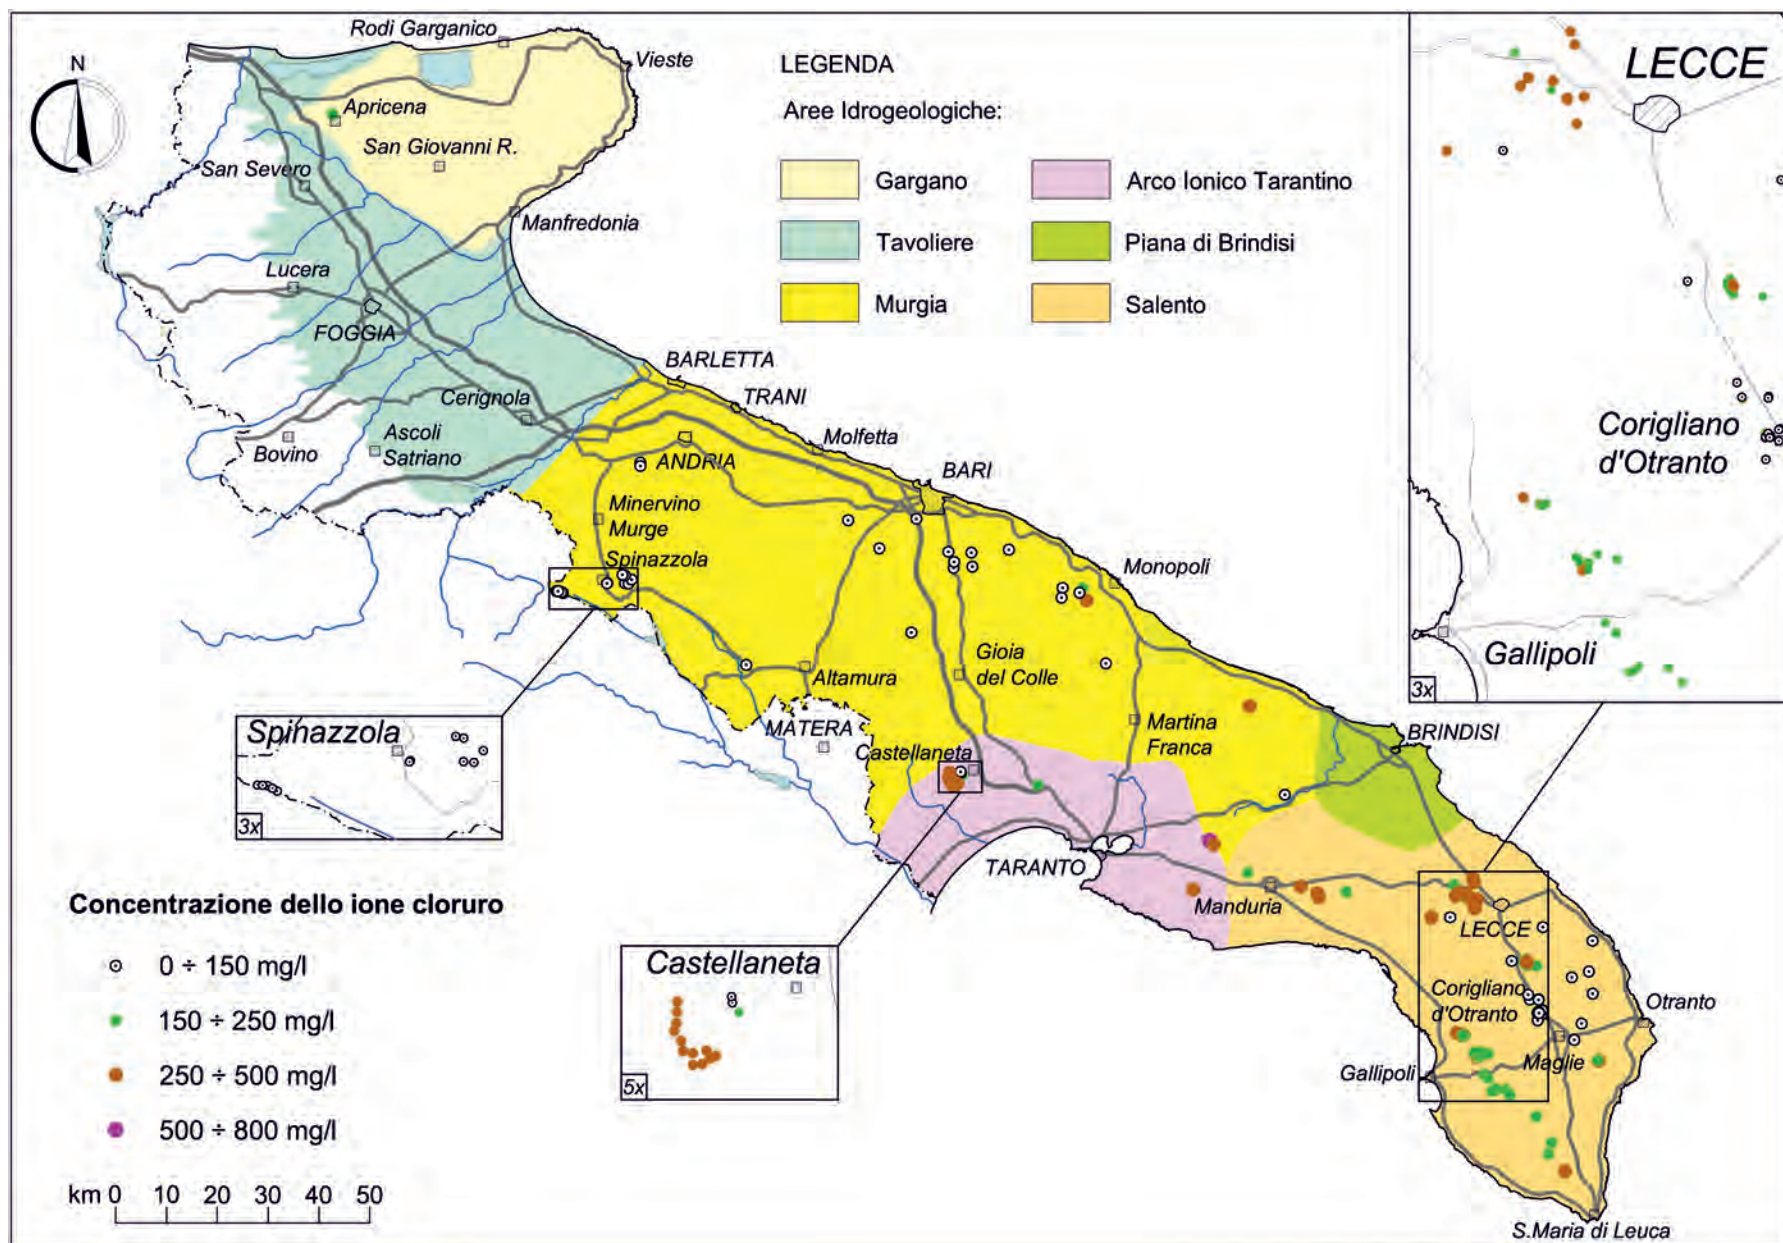 N
Rodi Garganico
Vieste
Apricena
San Giovanni R.
San Severo
Manfredonia
Lucera
FOGGIA
Cerignola
Bovino
Ascoli
Satriano
BARLETTA
TRANI
Molfetta
ANDRIA
BARI
Minervino
Murge
Spinazzola
Monopoli
Altamura
Gioia
del Colle
MATERA
Castellaneta
Martina
Franca
BRINDISI
TARANTO
Manduria
LECCE
Corigliano
d'Otranto
Otranto
Maglie
Gallipoli
S.Maria di Leuca
LEGENDA
Aree Idrogeologiche:
Gargano
Tavoliere
Murgia
Arco Ionico Tarantino
Piana di Brindisi
Salento
LECCE
Corigliano
d'Otranto
Gallipoli
3x
Spinazzola
3x
Castellaneta
5x
Concentrazione dello ione cloruro
0 ÷ 150 mg/l
150 ÷ 250 mg/l
250 ÷ 500 mg/l
500 ÷ 800 mg/l
km 0 10 20 30 40 50